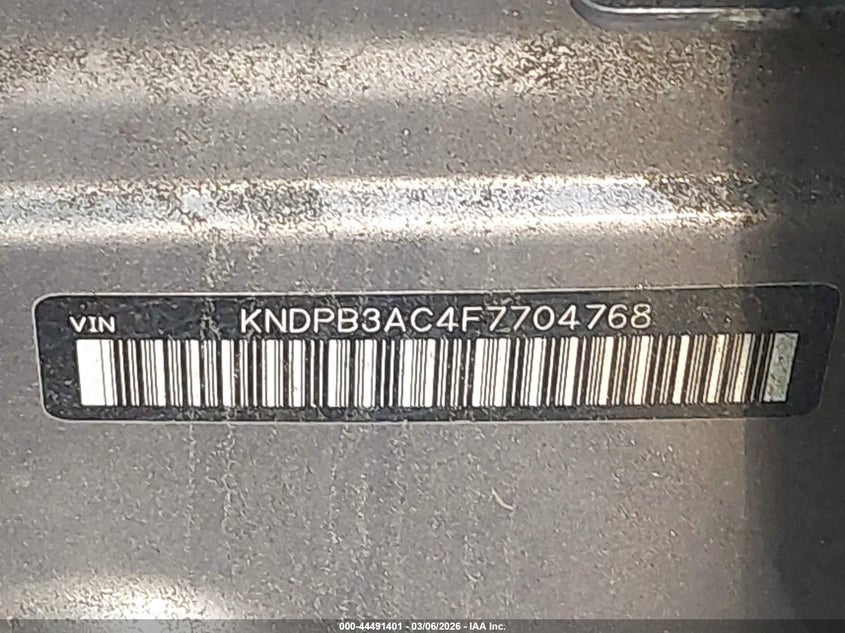 VIN KNDPB3AC4F7704768
000-44491401 - 03/06/2026 - IAA Inc.